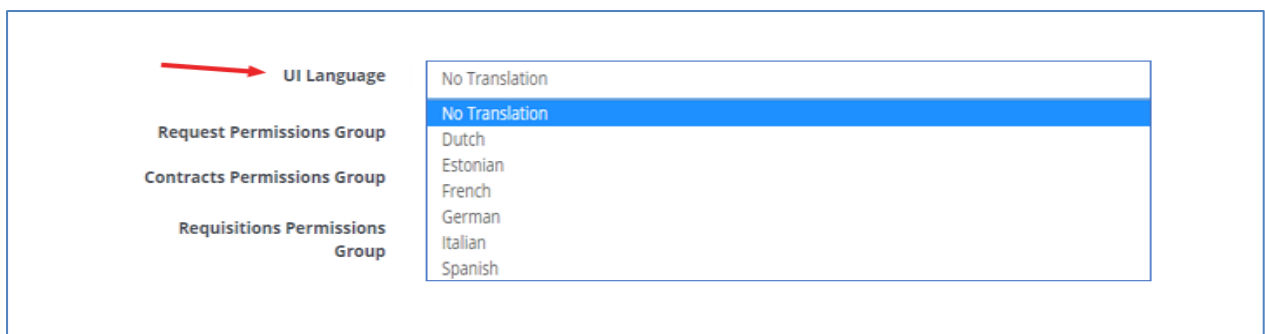 UI Language
No Translation
No Translation
Dutch
Estonian
French
German
Italian
Spanish
Request Permissions Group
Contracts Permissions Group
Requisitions Permissions
Group